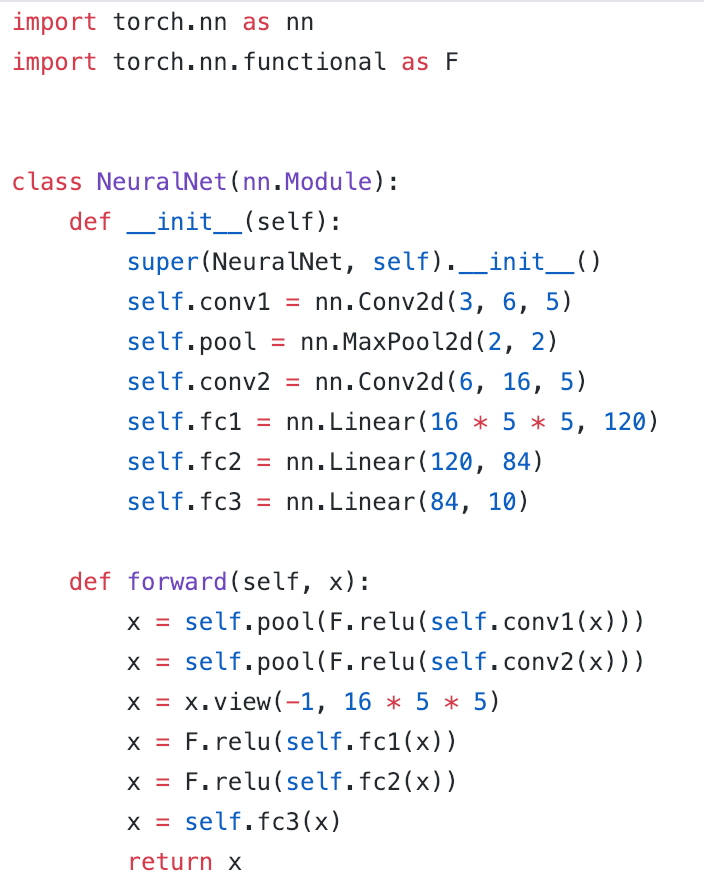 import torch.nn as nn
import torch.nn.functional as F
class NeuralNet(nn.Module):
    def __init__(self):
        super(NeuralNet, self).__init__()
        self.conv1 = nn.Conv2d(3, 6, 5)
        self.pool = nn.MaxPool2d(2, 2)
        self.conv2 = nn.Conv2d(6, 16, 5)
        self.fc1 = nn.Linear(16 * 5 * 5, 120)
        self.fc2 = nn.Linear(120, 84)
        self.fc3 = nn.Linear(84, 10)
    def forward(self, x):
        x = self.pool(F.relu(self.conv1(x)))
        x = self.pool(F.relu(self.conv2(x)))
        x = x.view(-1, 16 * 5 * 5)
        x = F.relu(self.fc1(x))
        x = F.relu(self.fc2(x))
        x = self.fc3(x)
        return x